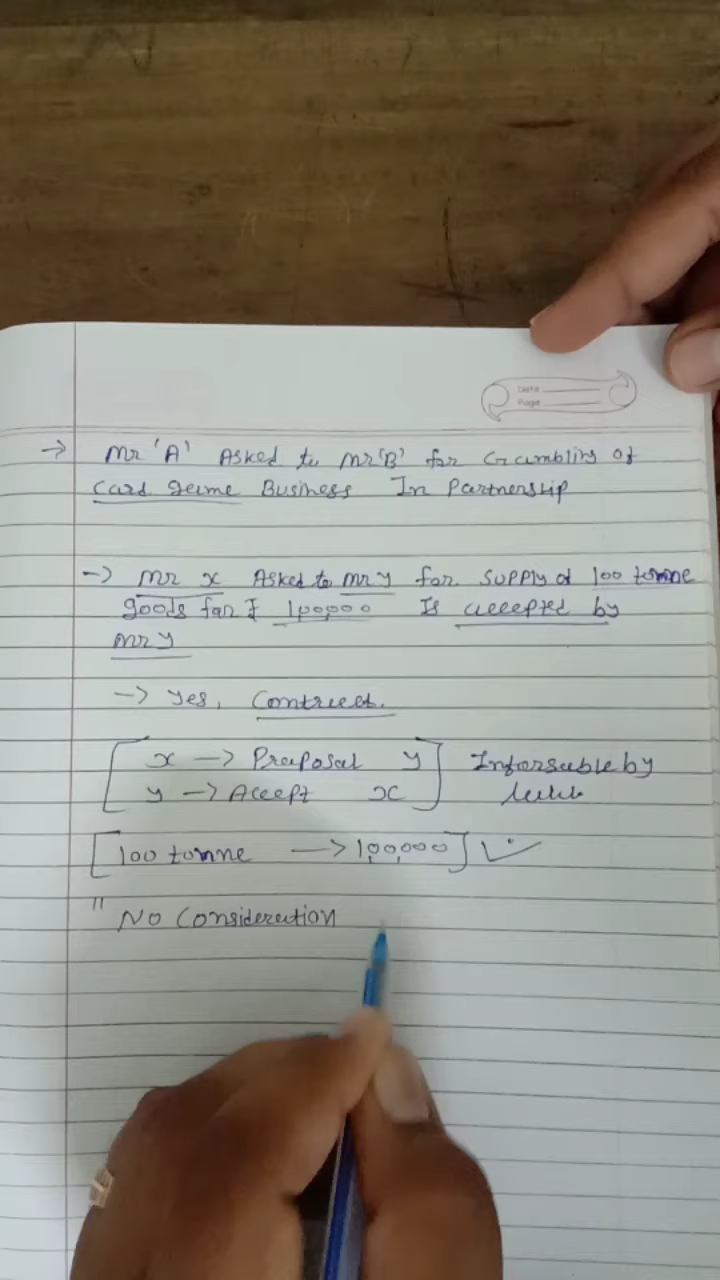 Date
Page
→ Mr 'A' Asked to Mr 'B' for Gambling of
Card Game Business In Partnership
→ Mr x Asked to Mr y for supply of 100 tonne
goods for ₹ 1,00,000 Is accepted by
Mr y
→ Yes, Contract.
x → Proposal y
y → Accept x
Inforsable by
100 tonne → 1,00,000
" No Consideration